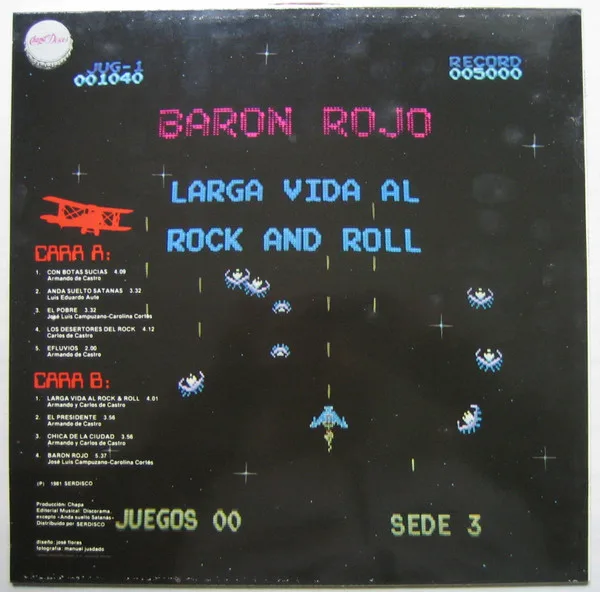 Chapa Discos
JUG-1
001040
RECORD
005000
BARON ROJO
LARGA VIDA AL
ROCK AND ROLL
CARA A:
1. CON BOTAS SUCIAS 4.09
Armando de Castro
2. ANDA SUELTO SATANAS 3.32
Luis Eduardo Aute
3. EL POBRE 3.32
José Luis Campuzano-Carolina Cortés
4. LOS DESERTORES DEL ROCK 4.12
Carlos de Castro
5. EFLUVIOS 2.00
Armando de Castro
CARA B:
1. LARGA VIDA AL ROCK & ROLL 4.01
Armando y Carlos de Castro
2. EL PRESIDENTE 3.56
Armando de Castro
3. CHICA DE LA CIUDAD 3.56
Armando y Carlos de Castro
4. BARON ROJO 5.37
José Luis Campuzano-Carolina Cortés
(P) 1981 SERDISCO
Producción: Chapa
Editorial Musical: Discorama,
excepto «Anda suelto Satanás»
Distribuido por SERDISCO
diseño: josé flores
fotografía: manuel jusdado
JUEGOS 00
SEDE 3